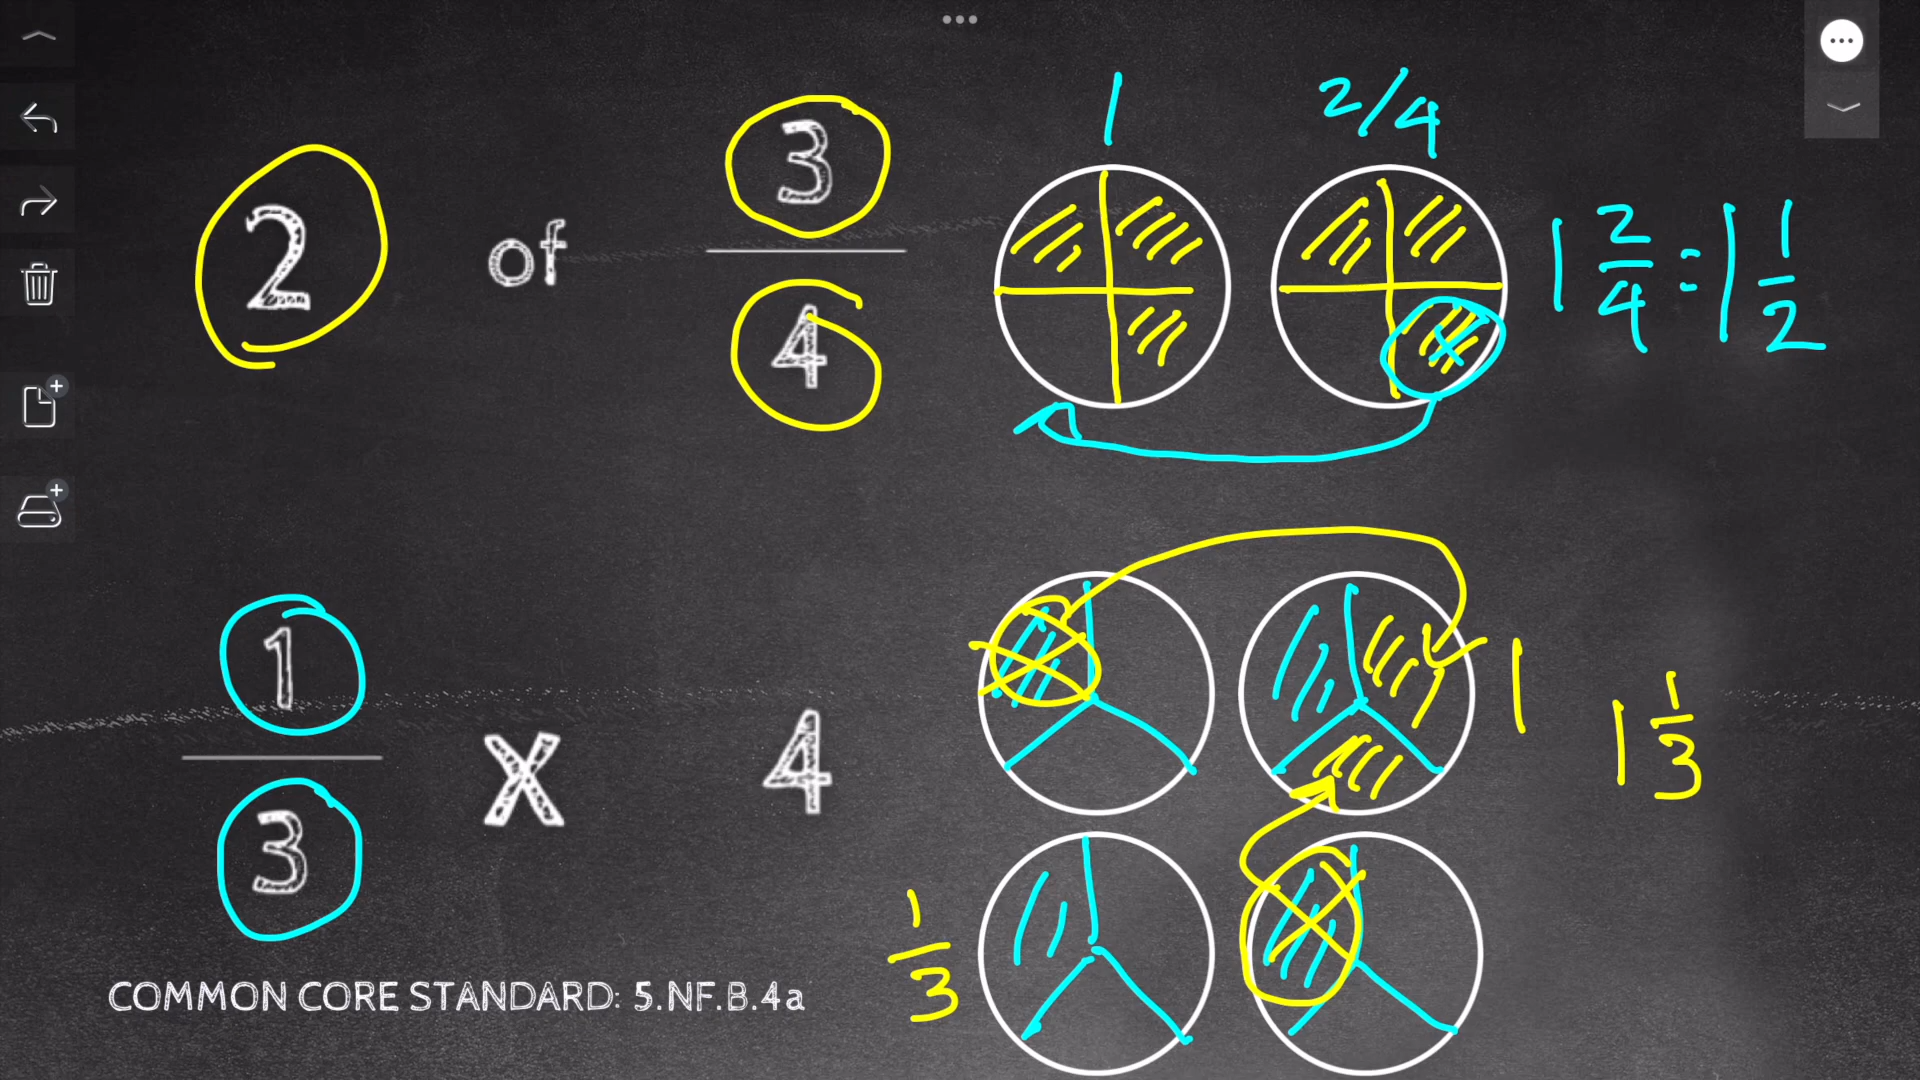 1 2/4
2 of 3/4
1 2/4 = 1 1/2
1/3 X 4
1
1 1/3
1/3
COMMON CORE STANDARD: 5.NF.B.4a